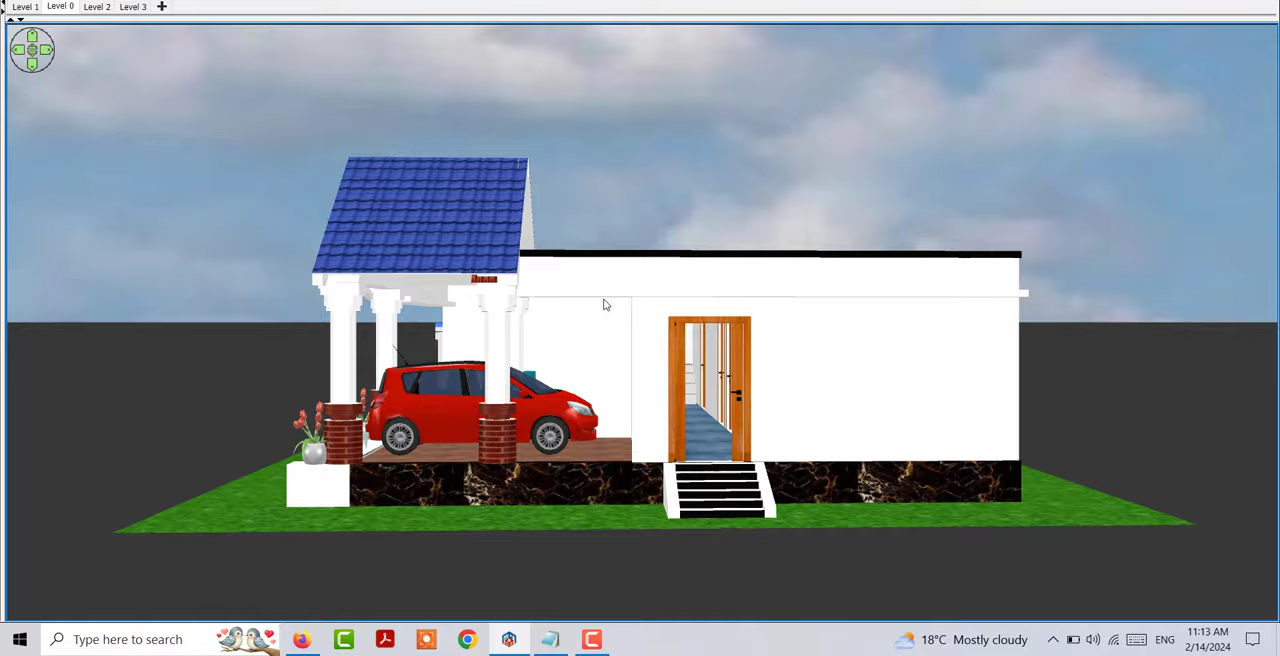 Level 1 Level 0 Level 2 Level 3
Type here to search
18°C Mostly cloudy
ENG
11:13 AM
2/14/2024